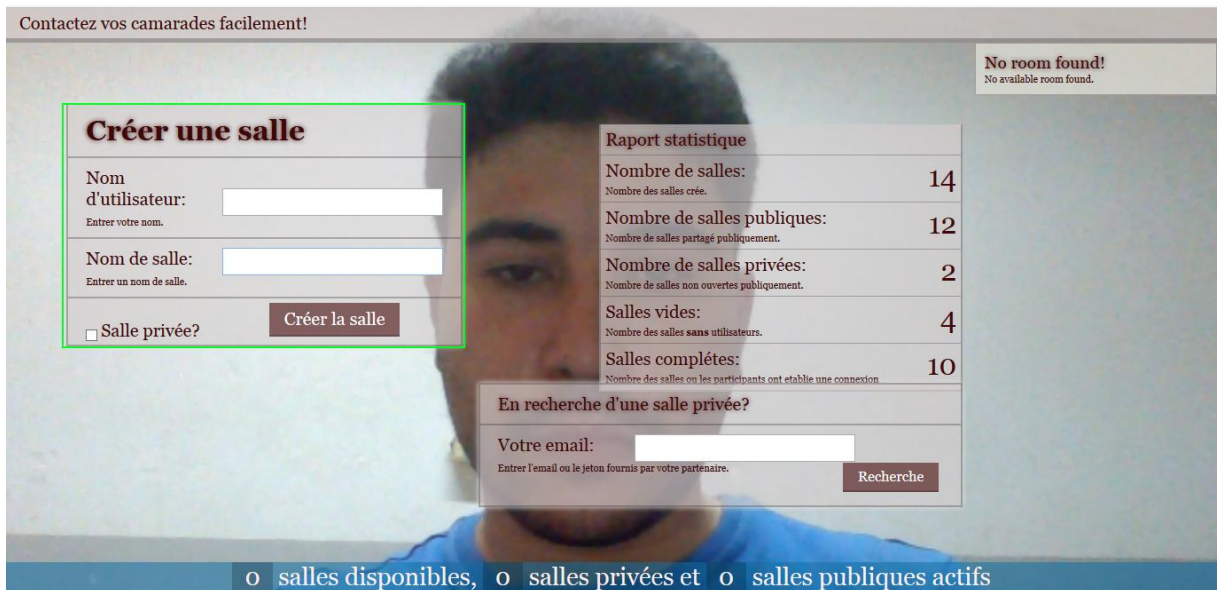 Contactez vos camarades facilement!
No room found!
No available room found.
Créer une salle
Nom
d'utilisateur:
Entrer votre nom.
Nom de salle:
Entrer un nom de salle.
Salle privée?
Créer la salle
Raport statistique
Nombre de salles:
14
Nombre des salles crée.
Nombre de salles publiques:
12
Nombre de salles partagé publiquement.
Nombre de salles privées:
2
Nombre de salles non ouvertes publiquement.
Salles vides:
4
Nombre des salles sans utilisateurs.
Salles complétes:
10
Nombre des salles ou les participants ont etablie une connexion
En recherche d'une salle privée?
Votre email:
Entrer l'email ou le jeton fournis par votre partenaire.
Recherche
0 salles disponibles, 0 salles privées et 0 salles publiques actifs